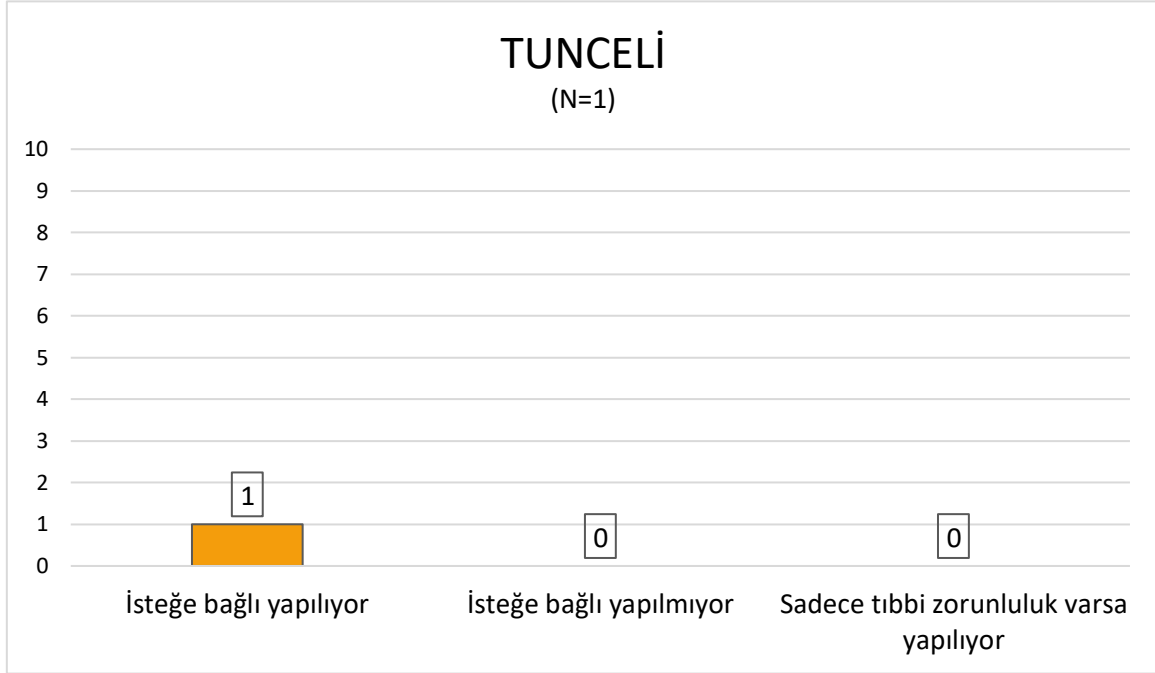 TUNCELİ
(N=1)
10
9
8
7
6
5
4
3
2
1
0
1
0
0
İsteğe bağlı yapılıyor
İsteğe bağlı yapılmıyor
Sadece tıbbi zorunluluk varsa
yapılıyor